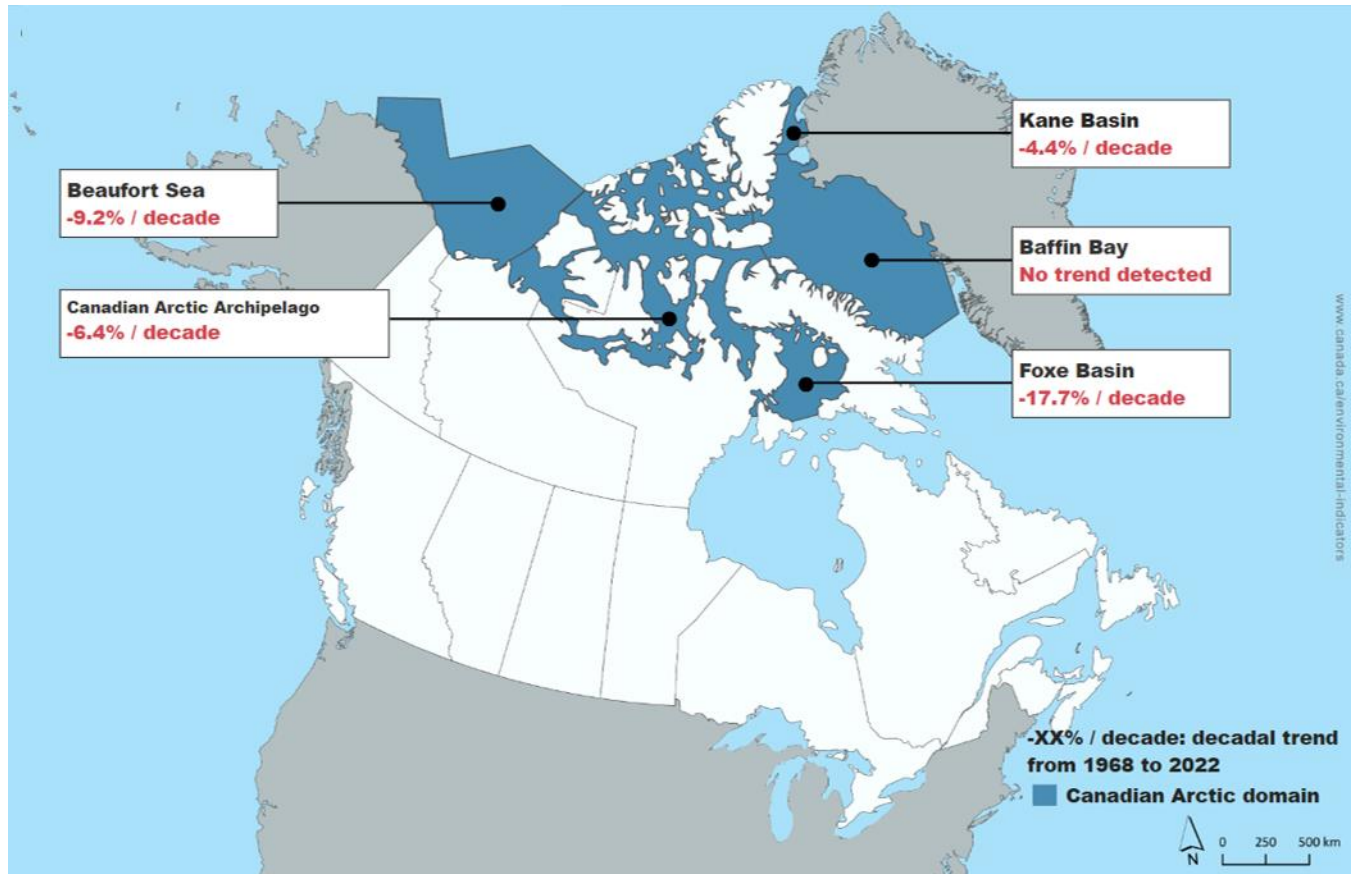 Kane Basin
-4.4% / decade
Beaufort Sea
-9.2% / decade
Baffin Bay
No trend detected
Canadian Arctic Archipelago
-6.4% / decade
Foxe Basin
-17.7% / decade
www.canada.ca/environmental-indicators
-XX% / decade: decadal trend
from 1968 to 2022
Canadian Arctic domain
N
0 250 500 km